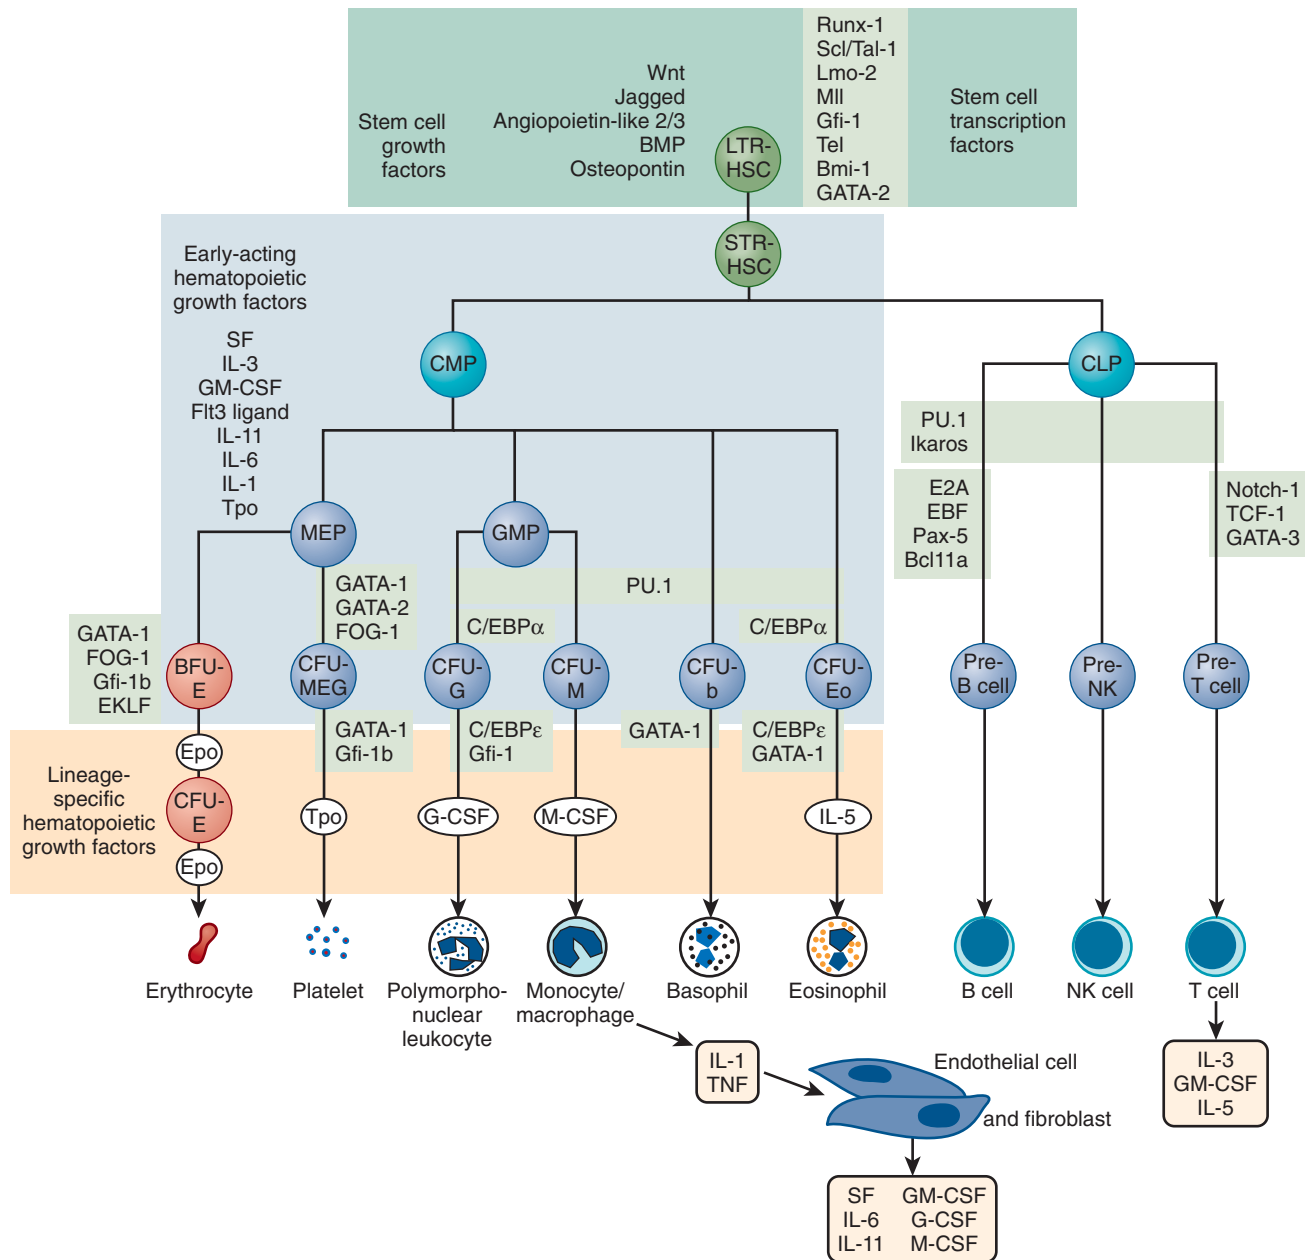 Stem cell
growth
factors
Wnt
Jagged
Angiopoietin-like 2/3
BMP
Osteopontin
LTR-
HSC
Runx-1
Scl/Tal-1
Lmo-2
Mll
Gfi-1
Tel
Bmi-1
GATA-2
Stem cell
transcription
factors
STR-
HSC
Early-acting
hematopoietic
growth factors
SF
IL-3
GM-CSF
Flt3 ligand
IL-11
IL-6
IL-1
Tpo
CMP
CLP
PU.1
Ikaros
E2A
EBF
Pax-5
Bcl11a
Notch-1
TCF-1
GATA-3
MEP
GMP
GATA-1
GATA-2
FOG-1
PU.1
C/EBPα
C/EBPα
GATA-1
FOG-1
Gfi-1b
EKLF
BFU-
E
CFU-
MEG
CFU-
G
CFU-
M
CFU-
b
CFU-
Eo
Pre-
B cell
Pre-
NK
Pre-
T cell
GATA-1
Gfi-1b
C/EBPε
Gfi-1
GATA-1
C/EBPε
GATA-1
Lineage-
specific
hematopoietic
growth factors
Epo
CFU-
E
Epo
Tpo
G-CSF
M-CSF
IL-5
Erythrocyte
Platelet
Polymorpho-
nuclear
leukocyte
Monocyte/
macrophage
Basophil
Eosinophil
B cell
NK cell
T cell
IL-1
TNF
Endothelial cell
and fibroblast
IL-3
GM-CSF
IL-5
SF GM-CSF
IL-6 G-CSF
IL-11 M-CSF